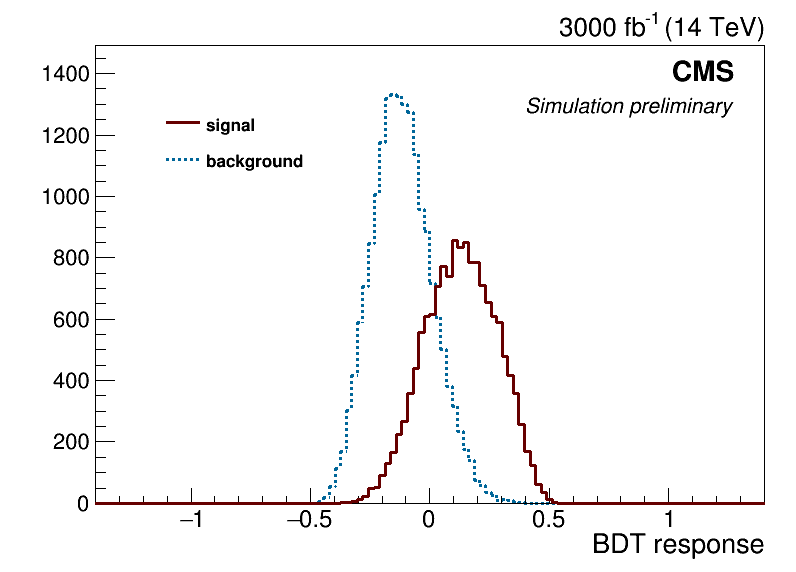 3000 fb-1 (14 TeV)
CMS
Simulation preliminary
signal
background
1400
1200
1000
800
600
400
200
0
−1 −0.5 0 0.5 1
BDT response